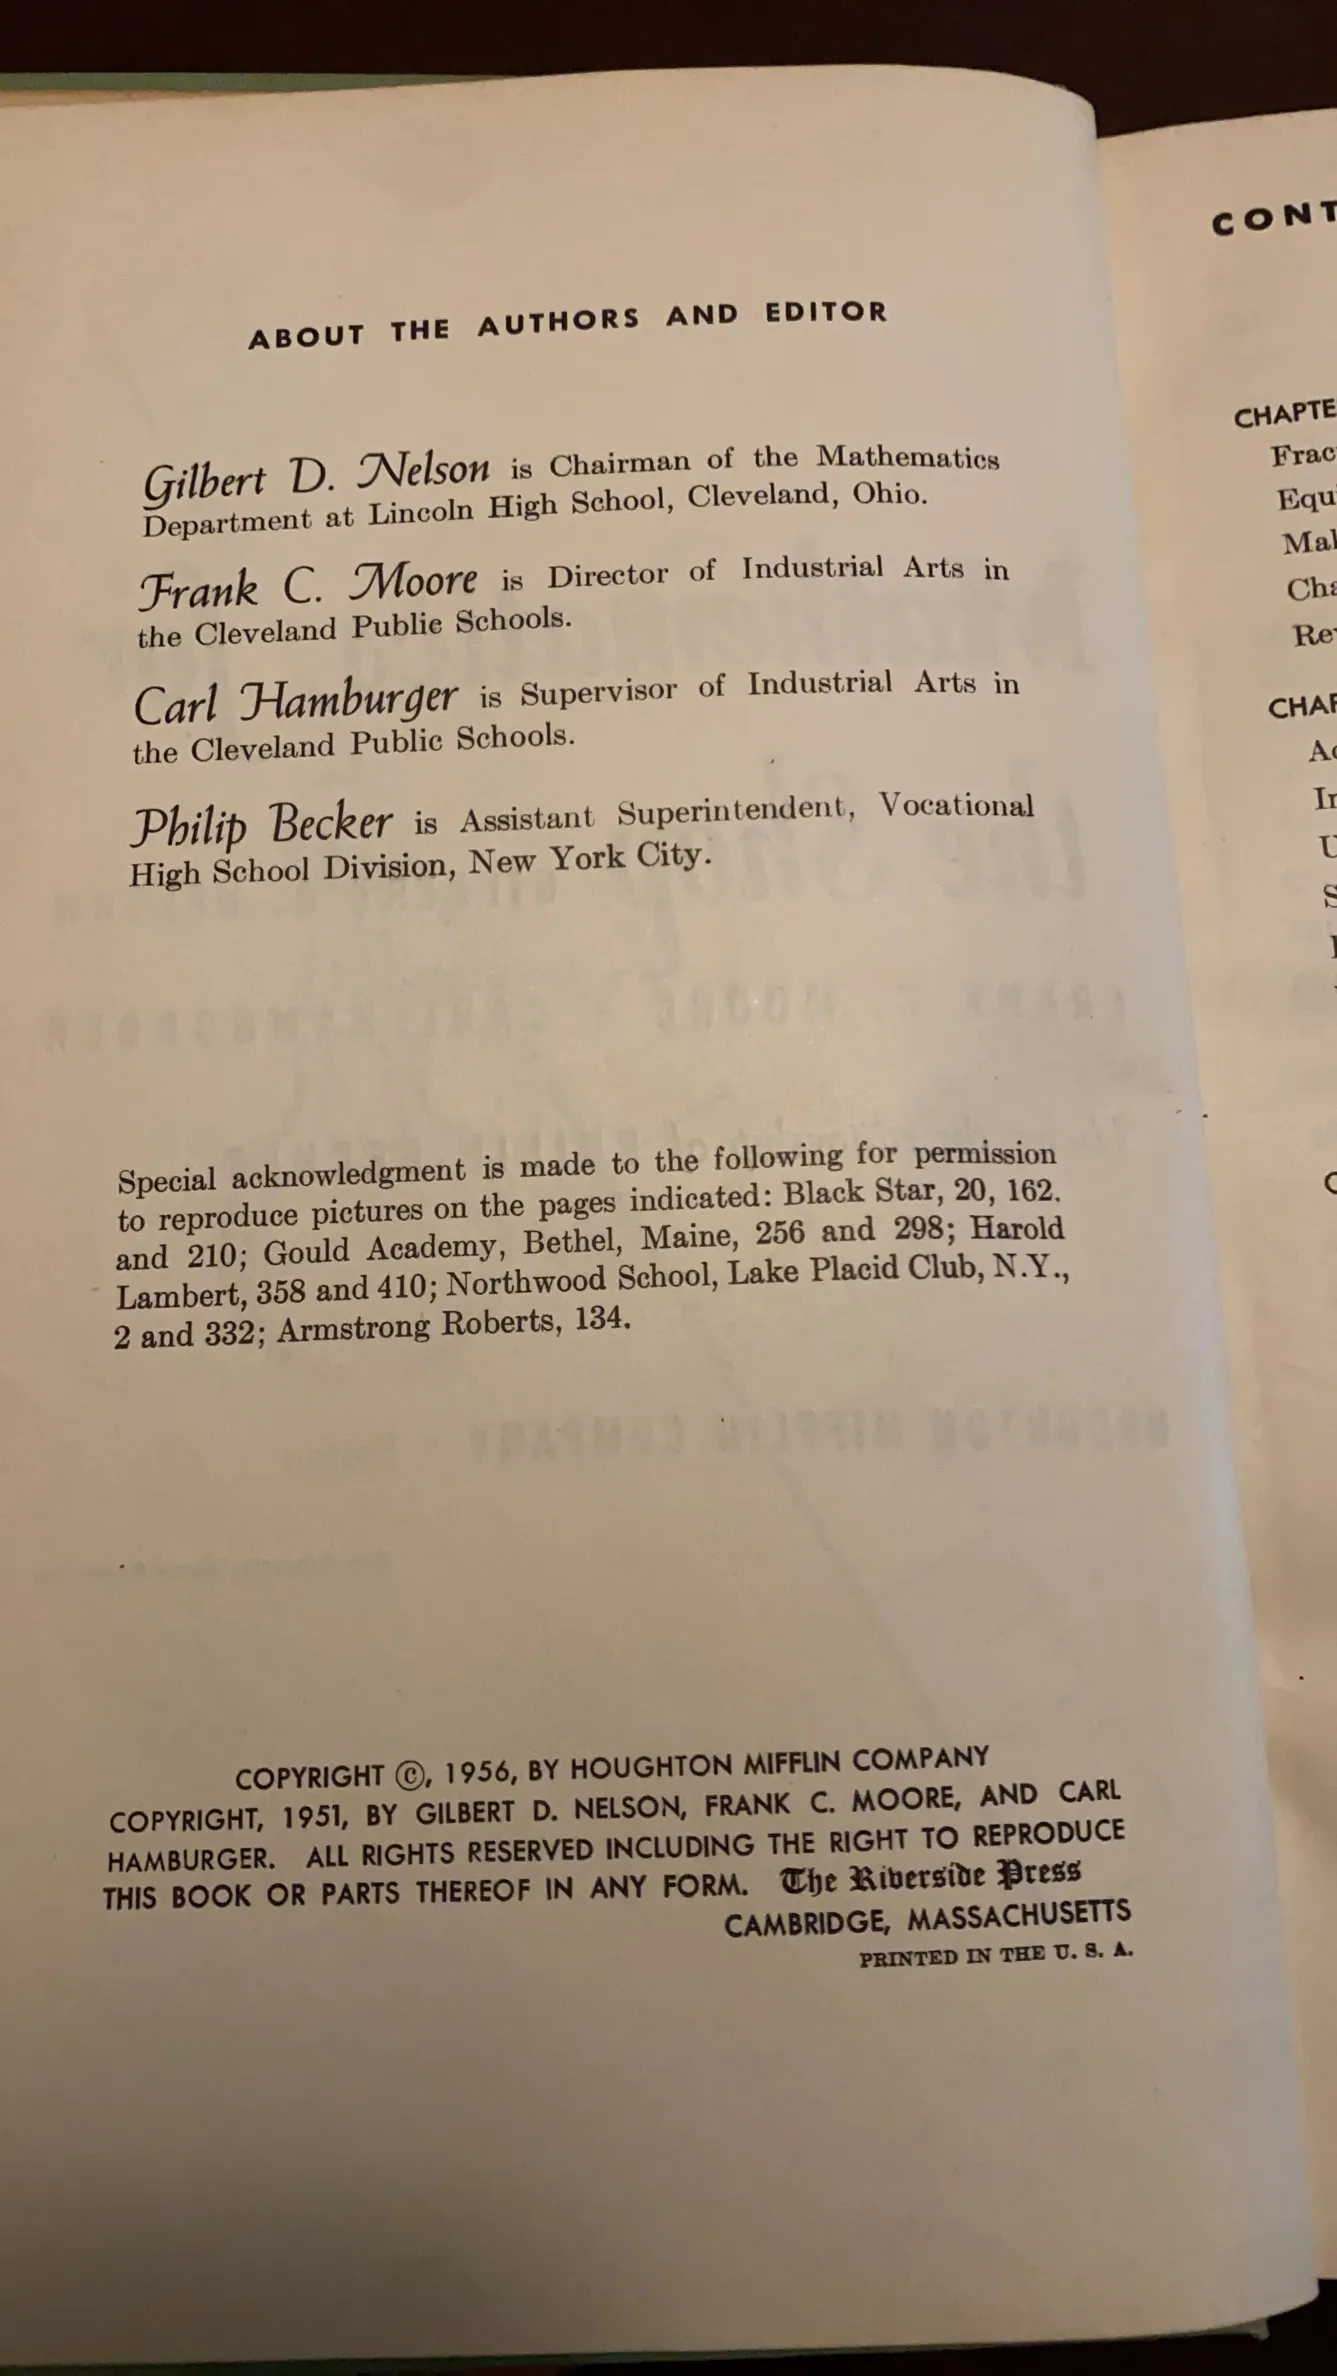 ABOUT THE AUTHORS AND EDITOR
Gilbert D. Nelson is Chairman of the Mathematics
Department at Lincoln High School, Cleveland, Ohio.
Frank C. Moore is Director of Industrial Arts in
the Cleveland Public Schools.
Carl Hamburger is Supervisor of Industrial Arts in
the Cleveland Public Schools.
Philip Becker is Assistant Superintendent, Vocational
High School Division, New York City.
Special acknowledgment is made to the following for permission
to reproduce pictures on the pages indicated: Black Star, 20, 162.
and 210; Gould Academy, Bethel, Maine, 256 and 298; Harold
Lambert, 358 and 410; Northwood School, Lake Placid Club, N.Y.,
2 and 332; Armstrong Roberts, 134.
COPYRIGHT ©, 1956, BY HOUGHTON MIFFLIN COMPANY
COPYRIGHT, 1951, BY GILBERT D. NELSON, FRANK C. MOORE, AND CARL
HAMBURGER. ALL RIGHTS RESERVED INCLUDING THE RIGHT TO REPRODUCE
THIS BOOK OR PARTS THEREOF IN ANY FORM. The Riverside Press
CAMBRIDGE, MASSACHUSETTS
PRINTED IN THE U. S. A.
CONT
CHAPTE
Frac
Equ
Mal
Cha
Rev
CHAP
Ac
In
U
S